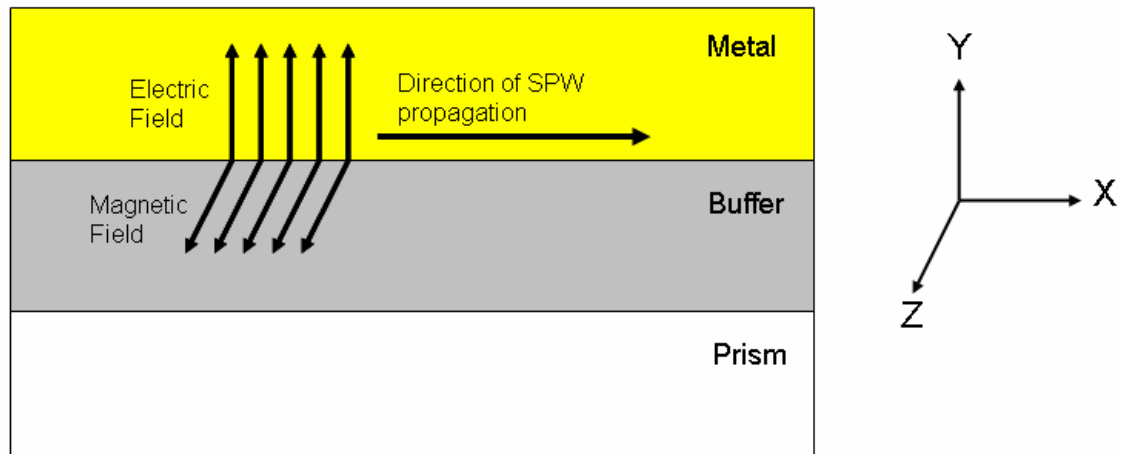 Metal
Electric
Field
Direction of SPW
propagation
Magnetic
Field
Buffer
Prism
Y
X
Z